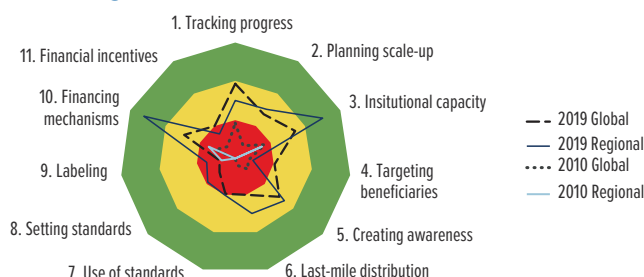 1. Tracking progress
11. Financial incentives
2. Planning scale-up
10. Financing
mechanisms
3. Insitutional capacity
2019 Global
2019 Regional
2010 Global
2010 Regional
9. Labeling
4. Targeting
beneficiaries
8. Setting standards
5. Creating awareness
7. Use of standards
6. Last-mile distribution